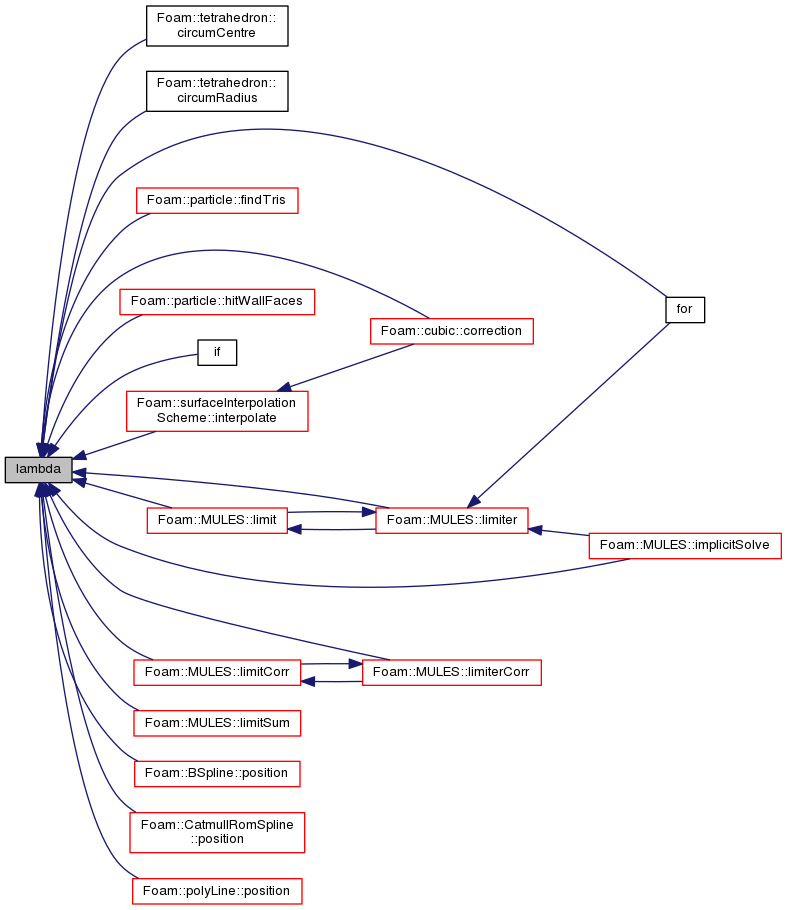 Foam::tetrahedron::
circumCentre
Foam::tetrahedron::
circumRadius
Foam::particle::findTris
Foam::particle::hitWallFaces
for
Foam::cubic::correction
if
Foam::surfaceInterpolation
Scheme::interpolate
lambda
Foam::MULES::limit
Foam::MULES::limiter
Foam::MULES::implicitSolve
Foam::MULES::limitCorr
Foam::MULES::limiterCorr
Foam::MULES::limitSum
Foam::BSpline::position
Foam::CatmullRomSpline
::position
Foam::polyLine::position